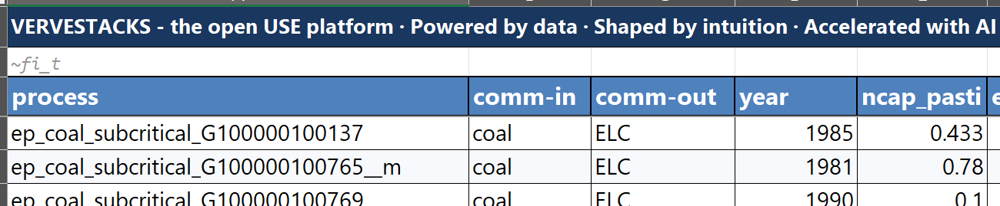 VERVESTACKS - the open USE platform · Powered by data · Shaped by intuition · Accelerated with AI
~fi_t
process comm-in comm-out year ncap_pasti e
ep_coal_subcritical_G100000100137 coal ELC 1985 0.433
ep_coal_subcritical_G100000100765__m coal ELC 1981 0.78
ep_coal_subcritical_G100000100769 coal ELC 1990 0.1